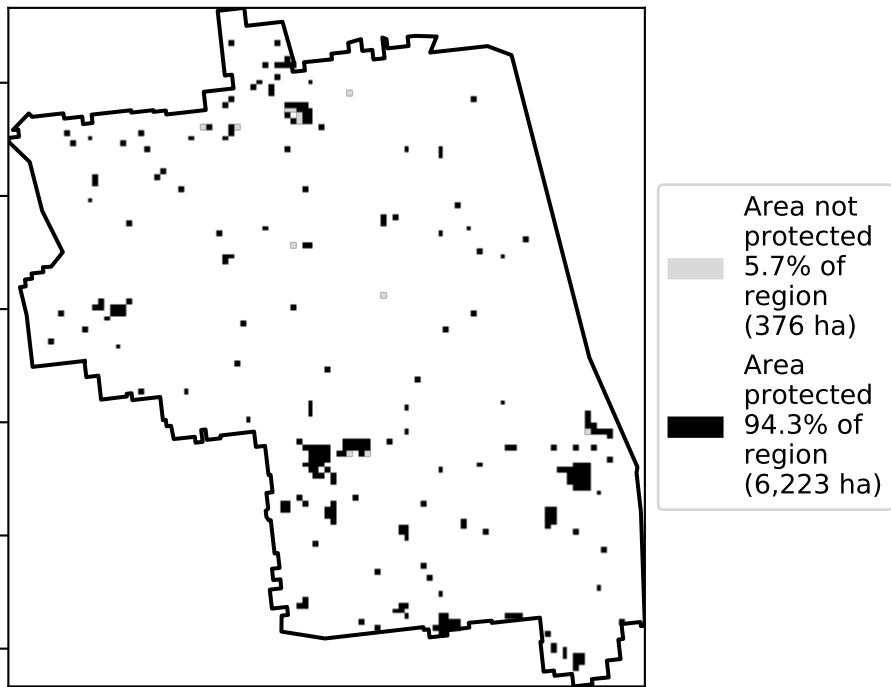 Area not
protected
5.7% of
region
(376 ha)
Area
protected
94.3% of
region
(6,223 ha)